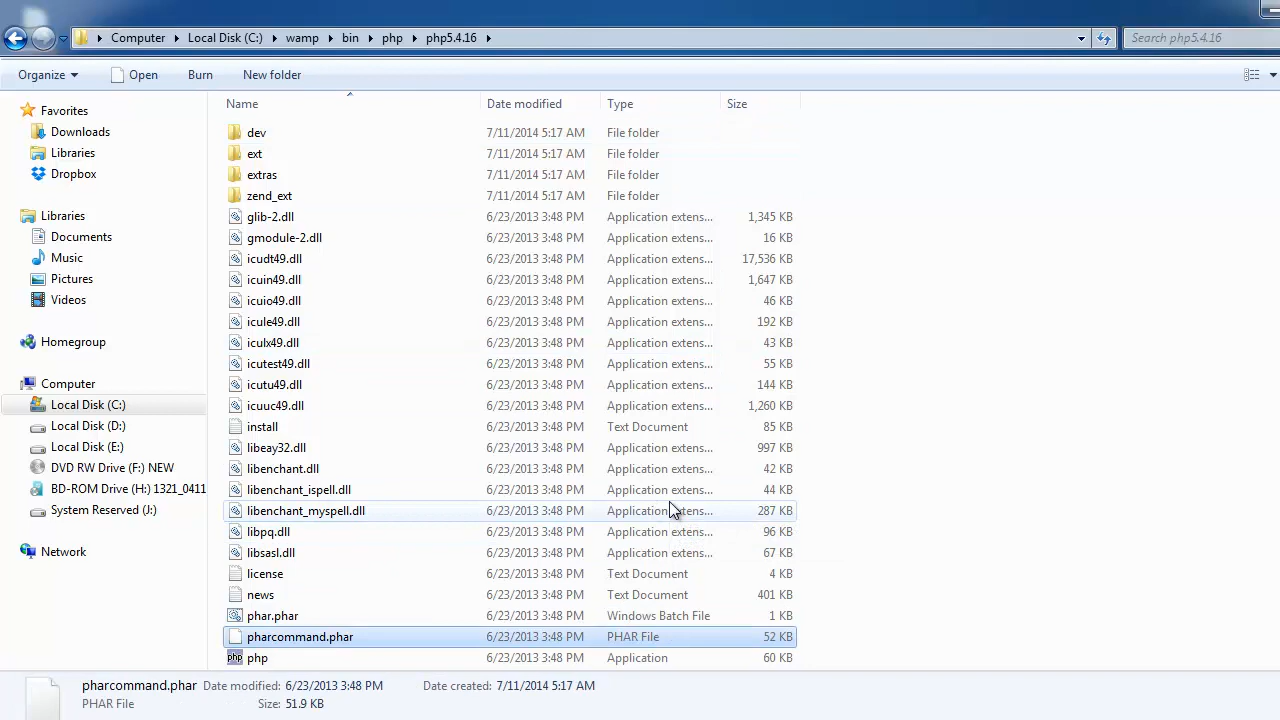 Computer Local Disk (C:) wamp bin php php5.4.16 Search php5.4.16
Organize Open Burn New folder
Favorites
Downloads
Libraries
Dropbox
Libraries
Documents
Music
Pictures
Videos
Homegroup
Computer
Local Disk (C:)
Local Disk (D:)
Local Disk (E:)
DVD RW Drive (F:) NEW
BD-ROM Drive (H:) 1321_0411
System Reserved (J:)
Network
Name Date modified Type Size
dev 7/11/2014 5:17 AM File folder
ext 7/11/2014 5:17 AM File folder
extras 7/11/2014 5:17 AM File folder
zend_ext 7/11/2014 5:17 AM File folder
glib-2.dll 6/23/2013 3:48 PM Application extens... 1,345 KB
gmodule-2.dll 6/23/2013 3:48 PM Application extens... 16 KB
icudt49.dll 6/23/2013 3:48 PM Application extens... 17,536 KB
icuin49.dll 6/23/2013 3:48 PM Application extens... 1,647 KB
icuio49.dll 6/23/2013 3:48 PM Application extens... 46 KB
icule49.dll 6/23/2013 3:48 PM Application extens... 192 KB
iculx49.dll 6/23/2013 3:48 PM Application extens... 43 KB
icutest49.dll 6/23/2013 3:48 PM Application extens... 55 KB
icutu49.dll 6/23/2013 3:48 PM Application extens... 144 KB
icuuc49.dll 6/23/2013 3:48 PM Application extens... 1,260 KB
install 6/23/2013 3:48 PM Text Document 85 KB
libeay32.dll 6/23/2013 3:48 PM Application extens... 997 KB
libenchant.dll 6/23/2013 3:48 PM Application extens... 42 KB
libenchant_ispell.dll 6/23/2013 3:48 PM Application extens... 44 KB
libenchant_myspell.dll 6/23/2013 3:48 PM Application extens... 287 KB
libpq.dll 6/23/2013 3:48 PM Application extens... 96 KB
libsasl.dll 6/23/2013 3:48 PM Application extens... 67 KB
license 6/23/2013 3:48 PM Text Document 4 KB
news 6/23/2013 3:48 PM Text Document 401 KB
phar.phar 6/23/2013 3:48 PM Windows Batch File 1 KB
pharcommand.phar 6/23/2013 3:48 PM PHAR File 52 KB
php php 6/23/2013 3:48 PM Application 60 KB
pharcommand.phar Date modified: 6/23/2013 3:48 PM Date created: 7/11/2014 5:17 AM
PHAR File Size: 51.9 KB